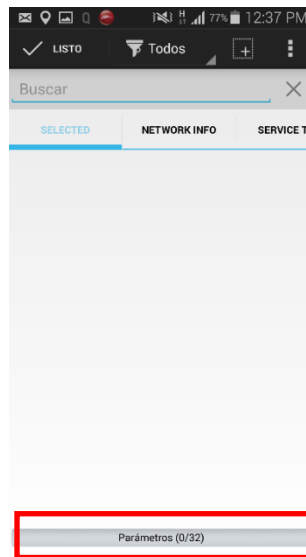 77% 12:37 PM
LISTO Todos
Buscar
SELECTED NETWORK INFO SERVICE T
Parámetros (0/32)